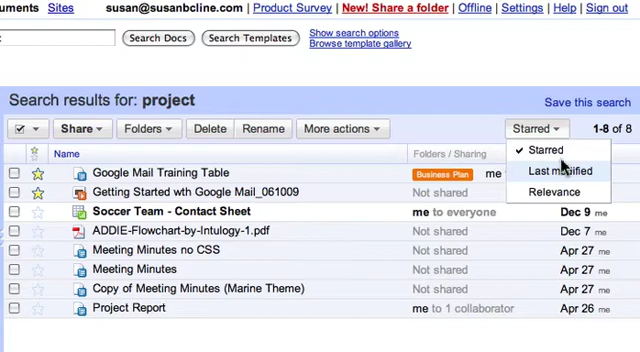 uments Sites susan@susanbcline.com | Product Survey | New! Share a folder | Offline | Settings | Help | Sign out
Search Docs Search Templates Show search options
Browse template gallery
Search results for: project Save this search
Share Folders Delete Rename More actions Starred 1-8 of 8
Name Folders / Sharing
Starred
Last modified
Relevance
Google Mail Training Table Business Plan me
Getting Started wth Google Mail_061009 Not shared
Soccer Team - Contact Sheet me to everyone Dec 9 me
ADDIE-Flowchart-by-Intulogy-1.pdf Not shared Dec 7 me
Meeting Minutes no CSS Not shared Apr 27 me
Meeting Minutes Not shared Apr 27 me
Copy of Meeting Minutes (Marine Theme) Not shared Apr 27 me
Project Report me to 1 collaborator Apr 26 me